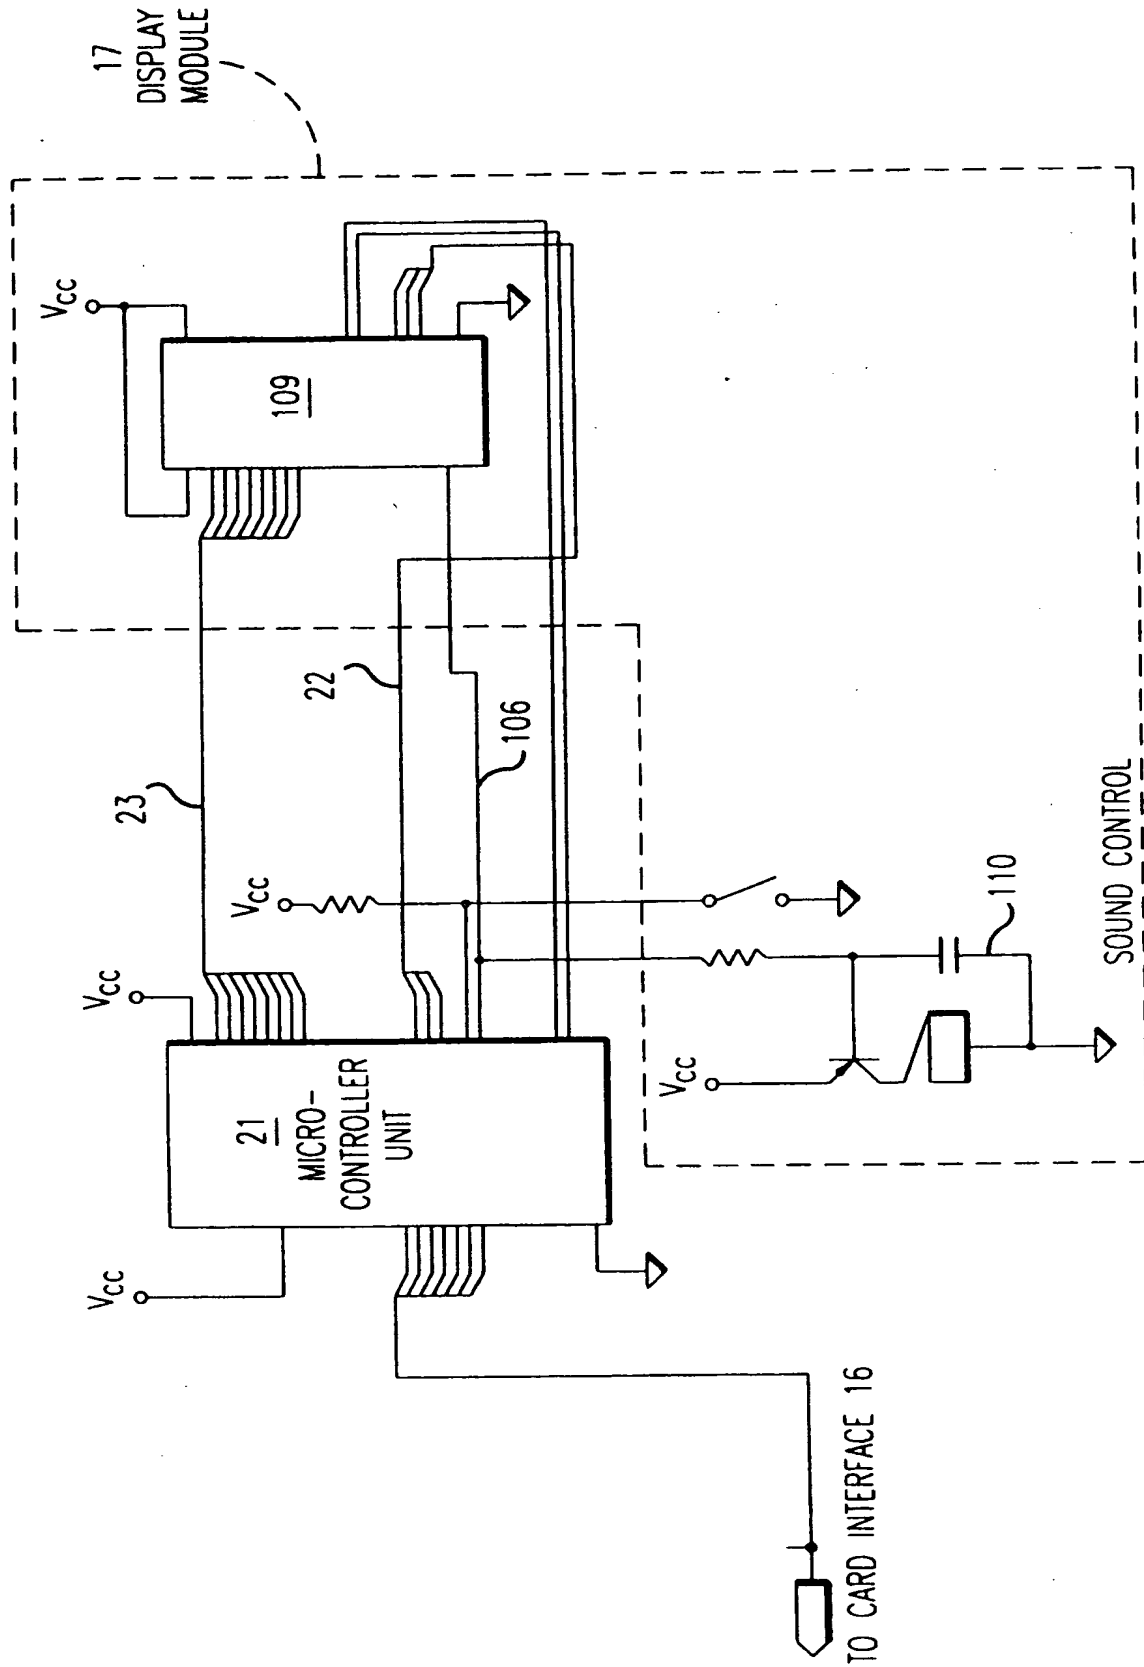 17
DISPLAY
MODULE
Vcc
109
23
22
106
Vcc
Vcc
21
MICRO-
CONTROLLER
UNIT
Vcc
Vcc
110
SOUND CONTROL
TO CARD INTERFACE 16